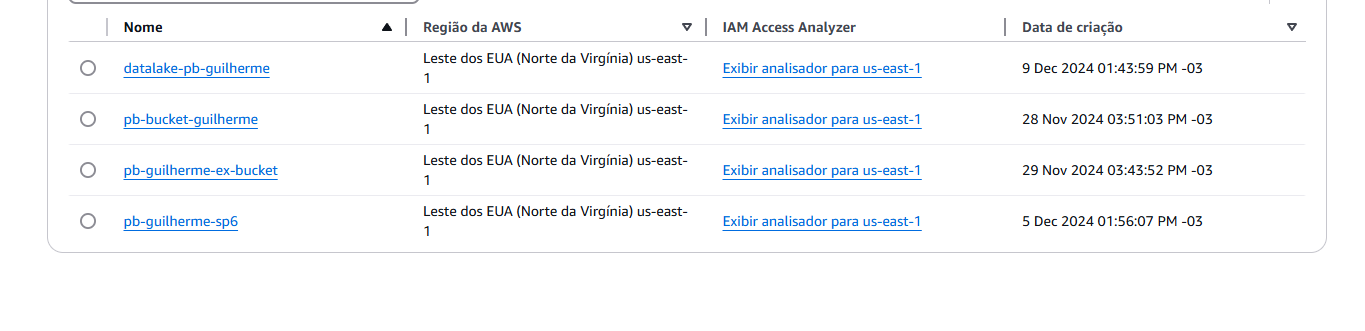 Nome Região da AWS IAM Access Analyzer Data de criação
datalake-pb-guilherme Leste dos EUA (Norte da Virgínia) us-east-1 Exibir analisador para us-east-1 9 Dec 2024 01:43:59 PM -03
pb-bucket-guilherme Leste dos EUA (Norte da Virgínia) us-east-1 Exibir analisador para us-east-1 28 Nov 2024 03:51:03 PM -03
pb-guilherme-ex-bucket Leste dos EUA (Norte da Virgínia) us-east-1 Exibir analisador para us-east-1 29 Nov 2024 03:43:52 PM -03
pb-guilherme-sp6 Leste dos EUA (Norte da Virgínia) us-east-1 Exibir analisador para us-east-1 5 Dec 2024 01:56:07 PM -03